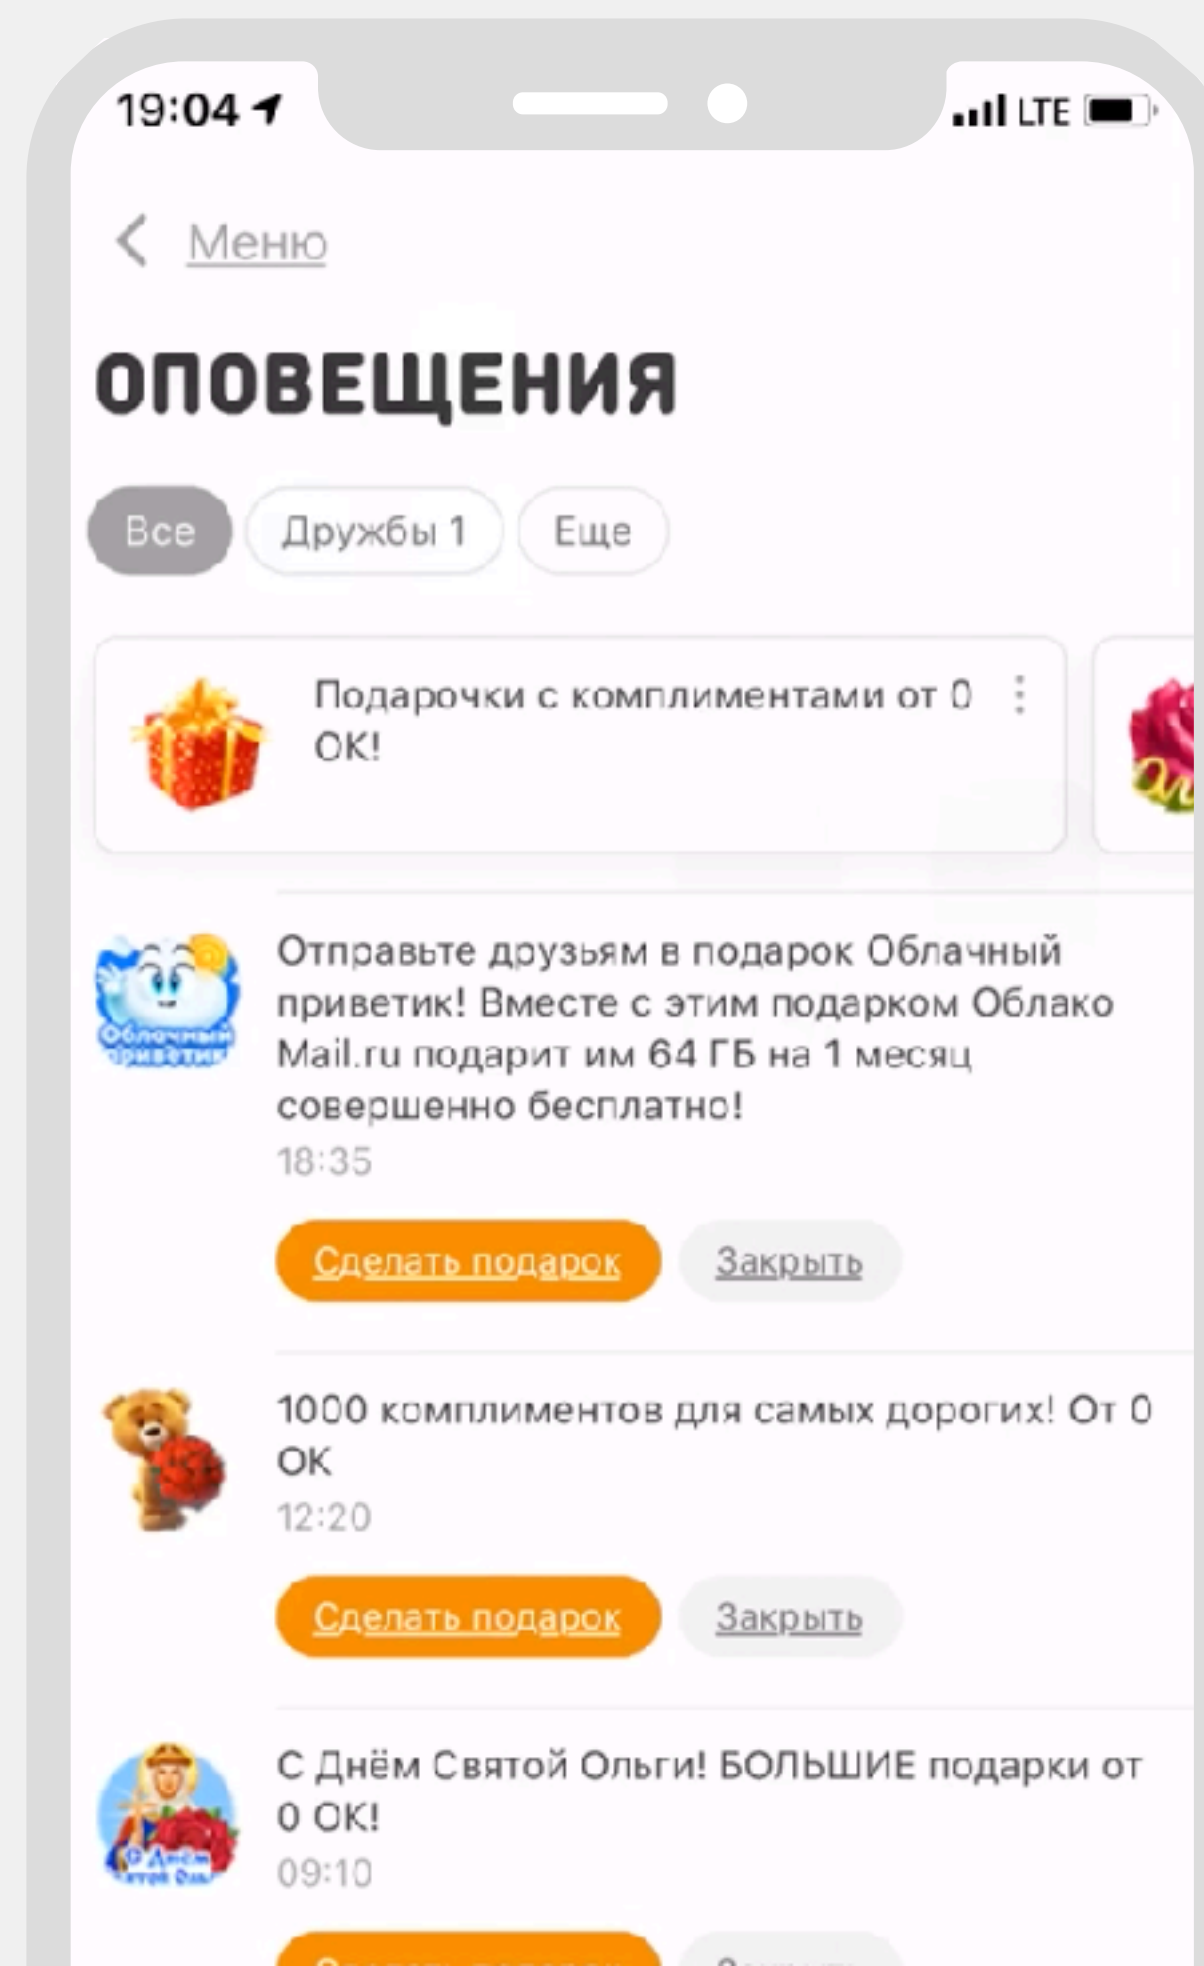 19:04
LTE
Меню
ОПОВЕЩЕНИЯ
Все
Дружбы 1
Еще
Подарочки с комплиментами от 0
ОК!
Отправьте друзьям в подарок Облачный
приветик! Вместе с этим подарком Облако
Mail.ru подарит им 64 ГБ на 1 месяц
совершенно бесплатно!
Облачный
приветик
18:35
Сделать подарок
Закрыть
1000 комплиментов для самых дорогих! От 0
ОК
12:20
Сделать подарок
Закрыть
С Днём Святой Ольги! БОЛЬШИЕ подарки от
0 ОК!
С Днём
09:10